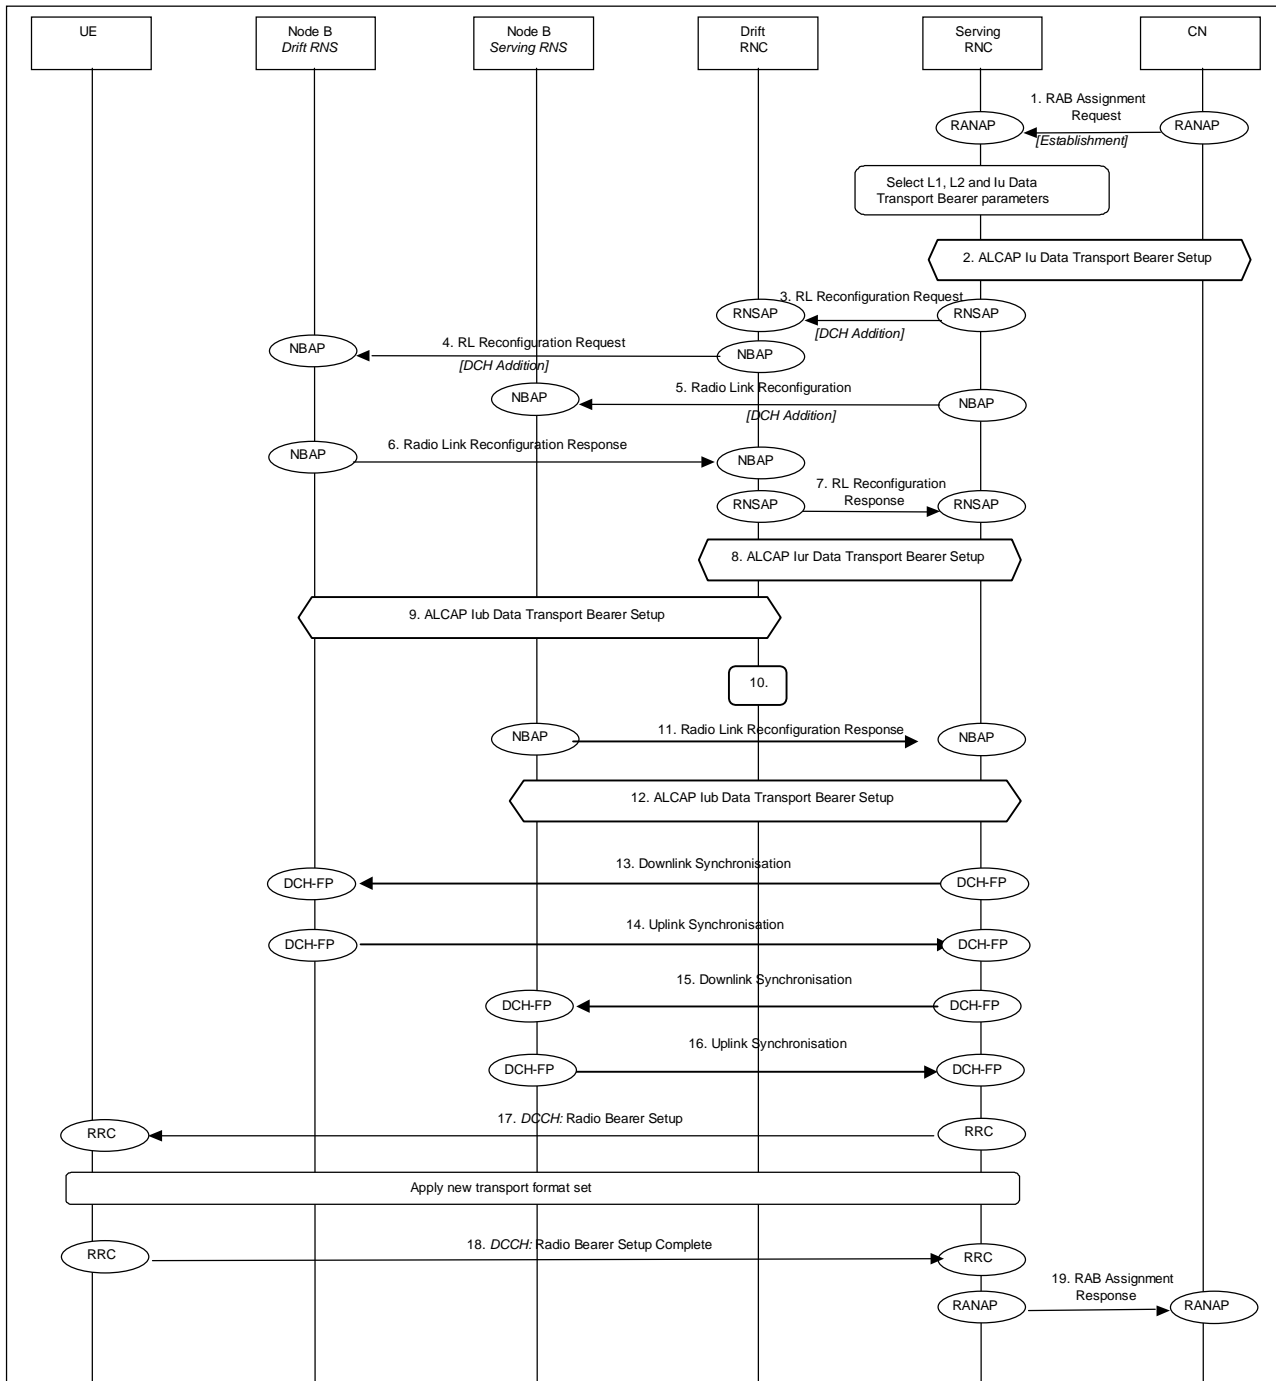 UE
Node B
Drift RNS
Node B
Serving RNS
Drift
RNC
Serving
RNC
CN
1. RAB Assignment
Request
RANAP
RANAP
[Establishment]
Select L1, L2 and Iu Data
Transport Bearer parameters
2. ALCAP Iu Data Transport Bearer Setup
3. RL Reconfiguration Request
RNSAP
RNSAP
[DCH Addition]
4. RL Reconfiguration Request
NBAP
NBAP
[DCH Addition]
5. Radio Link Reconfiguration
NBAP
NBAP
[DCH Addition]
6. Radio Link Reconfiguration Response
NBAP
NBAP
7. RL Reconfiguration
Response
RNSAP
RNSAP
8. ALCAP Iur Data Transport Bearer Setup
9. ALCAP Iub Data Transport Bearer Setup
10.
11. Radio Link Reconfiguration Response
NBAP
NBAP
12. ALCAP Iub Data Transport Bearer Setup
13. Downlink Synchronisation
DCH-FP
DCH-FP
14. Uplink Synchronisation
DCH-FP
DCH-FP
15. Downlink Synchronisation
DCH-FP
DCH-FP
16. Uplink Synchronisation
DCH-FP
DCH-FP
17. DCCH: Radio Bearer Setup
RRC
RRC
Apply new transport format set
18. DCCH: Radio Bearer Setup Complete
RRC
RRC
19. RAB Assignment
Response
RANAP
RANAP